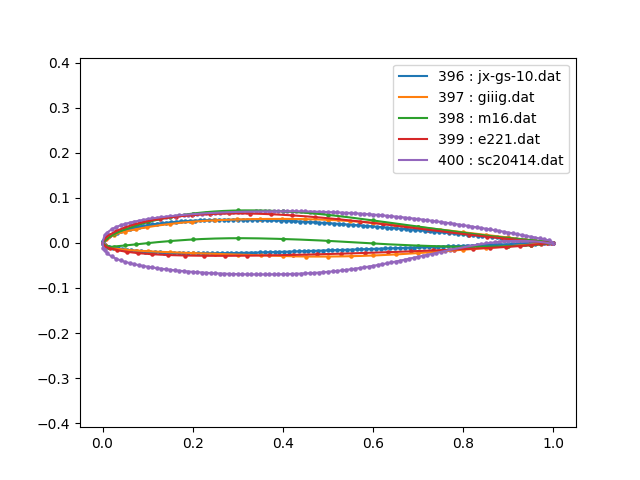 0.4
0.3
0.2
0.1
0.0
−0.1
−0.2
−0.3
−0.4
0.0 0.2 0.4 0.6 0.8 1.0
396 : jx-gs-10.dat
397 : giiig.dat
398 : m16.dat
399 : e221.dat
400 : sc20414.dat